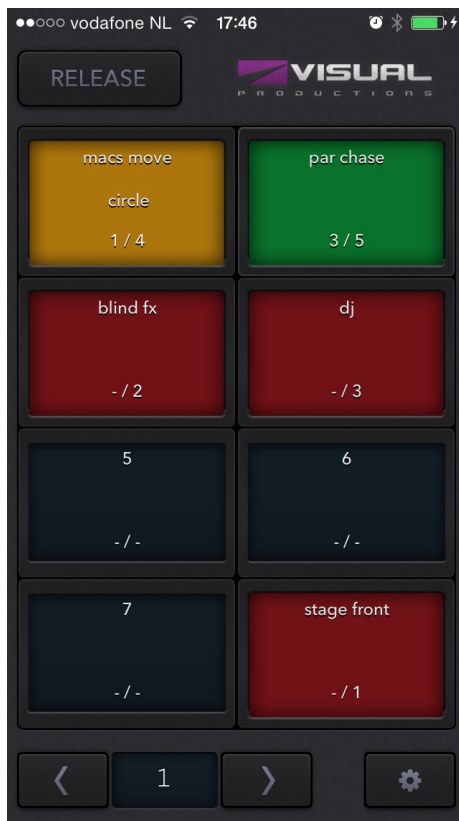 vodafone NL 17:46
RELEASE
VISUAL
PRODUCTIONS
macs move
circle
1 / 4
par chase
3 / 5
blind fx
- / 2
dj
- / 3
5
- / -
6
- / -
7
- / -
stage front
- / 1
1